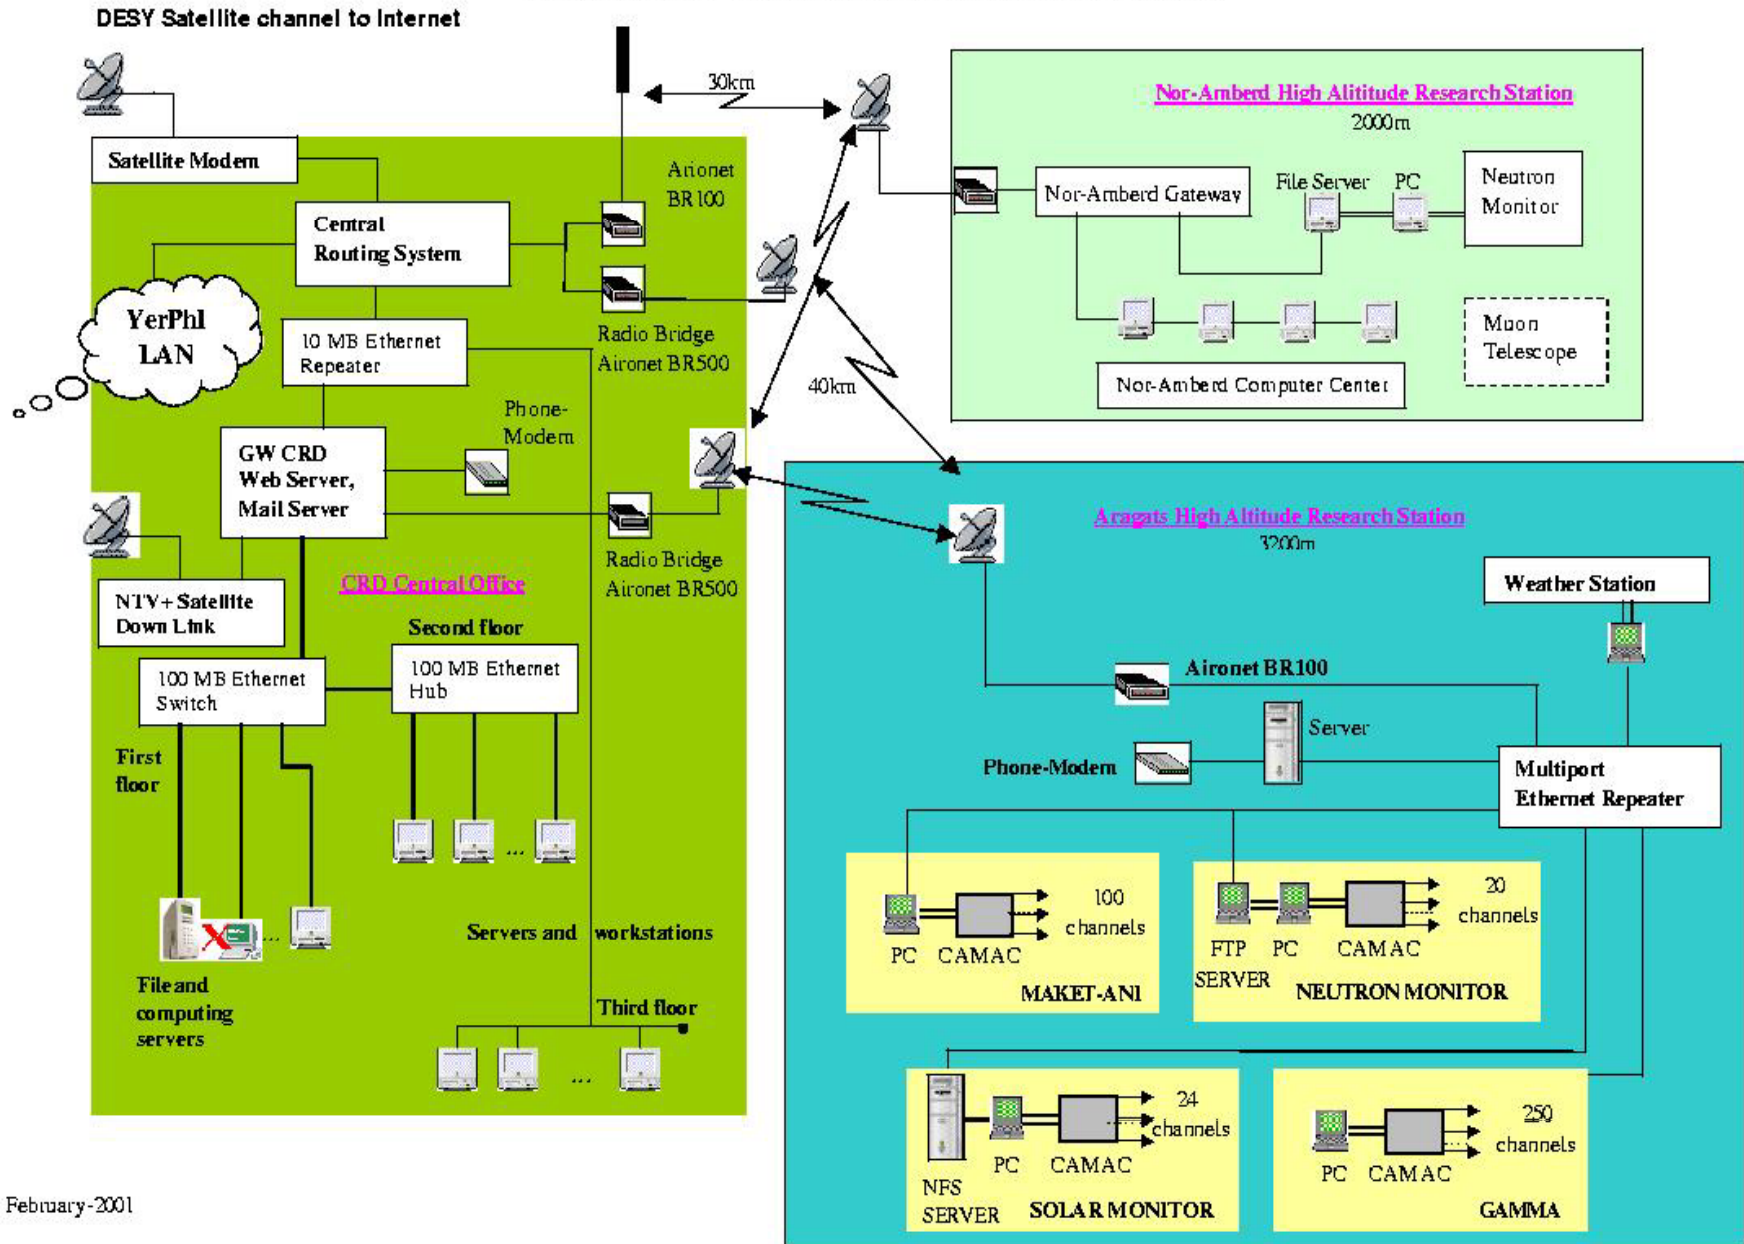 DESY Satellite channel to Internet
30km
Satellite Modem
Arionet
BR100
Central
Routing System
YerPhI
LAN
10 MB Ethernet
Repeater
Radio Bridge
Aironet BR500
40km
Phone-
Modem
GW CRD
Web Server,
Mail Server
Radio Bridge
Aironet BR500
CRD Central Office
NTV+ Satellite
Down Link
Second floor
100 MB Ethernet
Switch
100 MB Ethernet
Hub
First
floor
...
...
Servers and workstations
File and
computing
servers
Third floor
...
February-2001
Nor-Amberd High Alititude Research Station
2000m
Nor-Amberd Gateway
File Server
PC
Neutron
Monitor
Muon
Telescope
Nor-Amberd Computer Center
Aragats High Altitude Research Station
3200m
Weather Station
Aironet BR100
Server
Phone-Modem
Multiport
Ethernet Repeater
100
channels
PC CAMAC
MAKET-ANI
20
channels
FTP PC CAMAC
SERVER
NEUTRON MONITOR
24
channels
PC CAMAC
NFS
SERVER
SOLAR MONITOR
250
channels
PC CAMAC
GAMMA